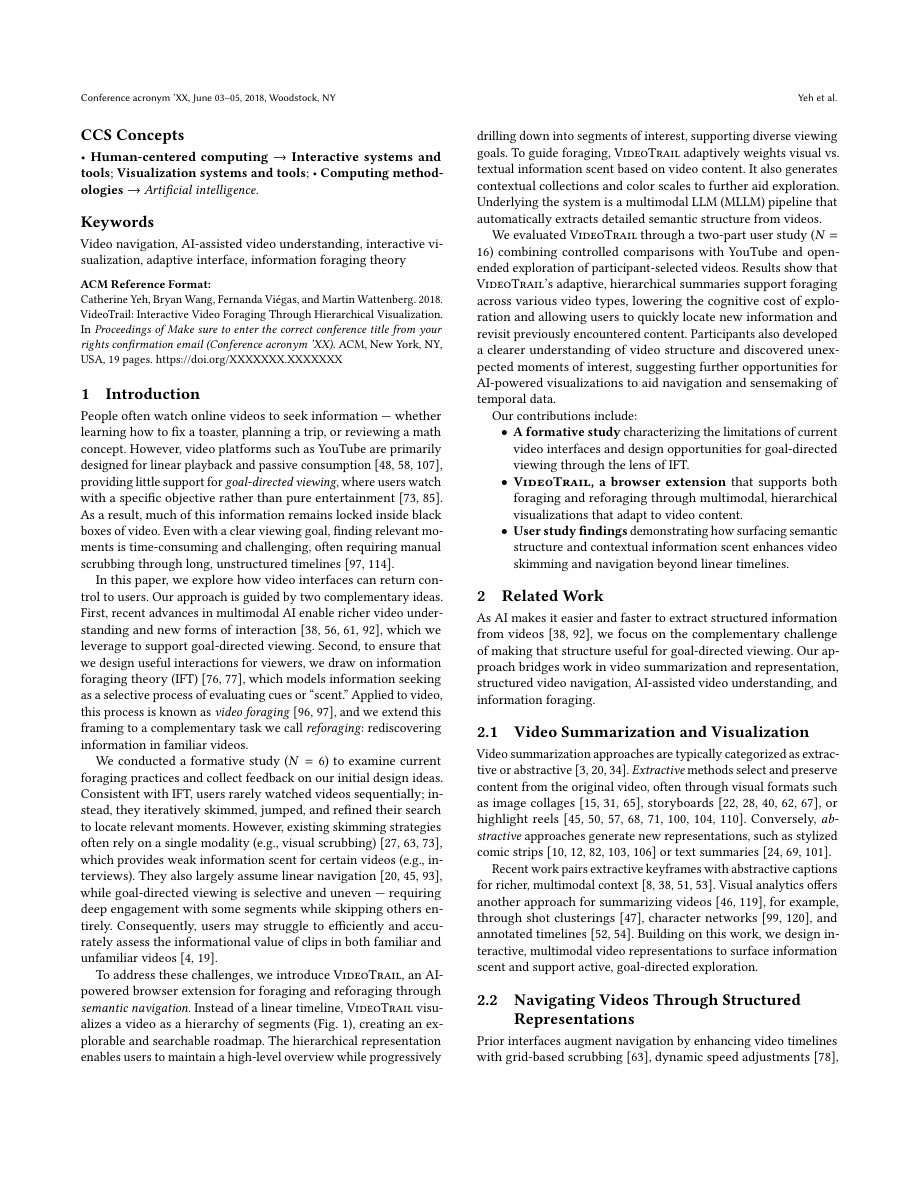 Conference acronym 'XX, June 03–05, 2018, Woodstock, NY
Yeh et al.
CCS Concepts
• Human-centered computing → Interactive systems and
tools; Visualization systems and tools; • Computing method-
ologies → Artificial intelligence.
Keywords
Video navigation, AI-assisted video understanding, interactive vi-
sualization, adaptive interface, information foraging theory
ACM Reference Format:
Catherine Yeh, Bryan Wang, Fernanda Viégas, and Martin Wattenberg. 2018.
VideoTrail: Interactive Video Foraging Through Hierarchical Visualization.
In Proceedings of Make sure to enter the correct conference title from your
rights confirmation email (Conference acronym 'XX). ACM, New York, NY,
USA, 19 pages. https://doi.org/XXXXXXX.XXXXXXX
1 Introduction
People often watch online videos to seek information — whether
learning how to fix a toaster, planning a trip, or reviewing a math
concept. However, video platforms such as YouTube are primarily
designed for linear playback and passive consumption [48, 58, 107],
providing little support for goal-directed viewing, where users watch
with a specific objective rather than pure entertainment [73, 85].
As a result, much of this information remains locked inside black
boxes of video. Even with a clear viewing goal, finding relevant mo-
ments is time-consuming and challenging, often requiring manual
scrubbing through long, unstructured timelines [97, 114].
In this paper, we explore how video interfaces can return con-
trol to users. Our approach is guided by two complementary ideas.
First, recent advances in multimodal AI enable richer video under-
standing and new forms of interaction [38, 56, 61, 92], which we
leverage to support goal-directed viewing. Second, to ensure that
we design useful interactions for viewers, we draw on information
foraging theory (IFT) [76, 77], which models information seeking
as a selective process of evaluating cues or “scent.” Applied to video,
this process is known as video foraging [96, 97], and we extend this
framing to a complementary task we call reforaging: rediscovering
information in familiar videos.
We conducted a formative study (N = 6) to examine current
foraging practices and collect feedback on our initial design ideas.
Consistent with IFT, users rarely watched videos sequentially; in-
stead, they iteratively skimmed, jumped, and refined their search
to locate relevant moments. However, existing skimming strategies
often rely on a single modality (e.g., visual scrubbing) [27, 63, 73],
which provides weak information scent for certain videos (e.g., in-
terviews). They also largely assume linear navigation [20, 45, 93],
while goal-directed viewing is selective and uneven — requiring
deep engagement with some segments while skipping others en-
tirely. Consequently, users may struggle to efficiently and accu-
rately assess the informational value of clips in both familiar and
unfamiliar videos [4, 19].
To address these challenges, we introduce VideoTrail, an AI-
powered browser extension for foraging and reforaging through
semantic navigation. Instead of a linear timeline, VideoTrail visu-
alizes a video as a hierarchy of segments (Fig. 1), creating an ex-
plorable and searchable roadmap. The hierarchical representation
enables users to maintain a high-level overview while progressively
drilling down into segments of interest, supporting diverse viewing
goals. To guide foraging, VideoTrail adaptively weights visual vs.
textual information scent based on video content. It also generates
contextual collections and color scales to further aid exploration.
Underlying the system is a multimodal LLM (MLLM) pipeline that
automatically extracts detailed semantic structure from videos.
We evaluated VideoTrail through a two-part user study (N =
16) combining controlled comparisons with YouTube and open-
ended exploration of participant-selected videos. Results show that
VideoTrail's adaptive, hierarchical summaries support foraging
across various video types, lowering the cognitive cost of explo-
ration and allowing users to quickly locate new information and
revisit previously encountered content. Participants also developed
a clearer understanding of video structure and discovered unex-
pected moments of interest, suggesting further opportunities for
AI-powered visualizations to aid navigation and sensemaking of
temporal data.
Our contributions include:
• A formative study characterizing the limitations of current
video interfaces and design opportunities for goal-directed
viewing through the lens of IFT.
• VideoTrail, a browser extension that supports both
foraging and reforaging through multimodal, hierarchical
visualizations that adapt to video content.
• User study findings demonstrating how surfacing semantic
structure and contextual information scent enhances video
skimming and navigation beyond linear timelines.
2 Related Work
As AI makes it easier and faster to extract structured information
from videos [38, 92], we focus on the complementary challenge
of making that structure useful for goal-directed viewing. Our ap-
proach bridges work in video summarization and representation,
structured video navigation, AI-assisted video understanding, and
information foraging.
2.1 Video Summarization and Visualization
Video summarization approaches are typically categorized as extrac-
tive or abstractive [3, 20, 34]. Extractive methods select and preserve
content from the original video, often through visual formats such
as image collages [15, 31, 65], storyboards [22, 28, 40, 62, 67], or
highlight reels [45, 50, 57, 68, 71, 100, 104, 110]. Conversely, ab-
stractive approaches generate new representations, such as stylized
comic strips [10, 12, 82, 103, 106] or text summaries [24, 69, 101].
Recent work pairs extractive keyframes with abstractive captions
for richer, multimodal context [8, 38, 51, 53]. Visual analytics offers
another approach for summarizing videos [46, 119], for example,
through shot clusterings [47], character networks [99, 120], and
annotated timelines [52, 54]. Building on this work, we design in-
teractive, multimodal video representations to surface information
scent and support active, goal-directed exploration.
2.2 Navigating Videos Through Structured
Representations
Prior interfaces augment navigation by enhancing video timelines
with grid-based scrubbing [63], dynamic speed adjustments [78],